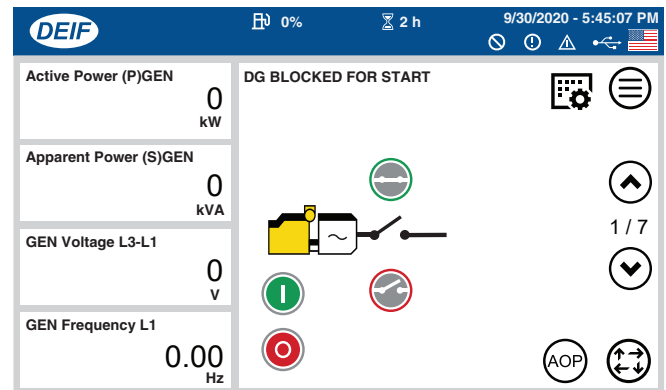 DEIF
0%
2 h
9/30/2020 - 5:45:07 PM
Active Power (P)GEN
0
kW
Apparent Power (S)GEN
0
kVA
GEN Voltage L3-L1
0
V
GEN Frequency L1
0.00
Hz
DG BLOCKED FOR START
1 / 7
I
O
AOP